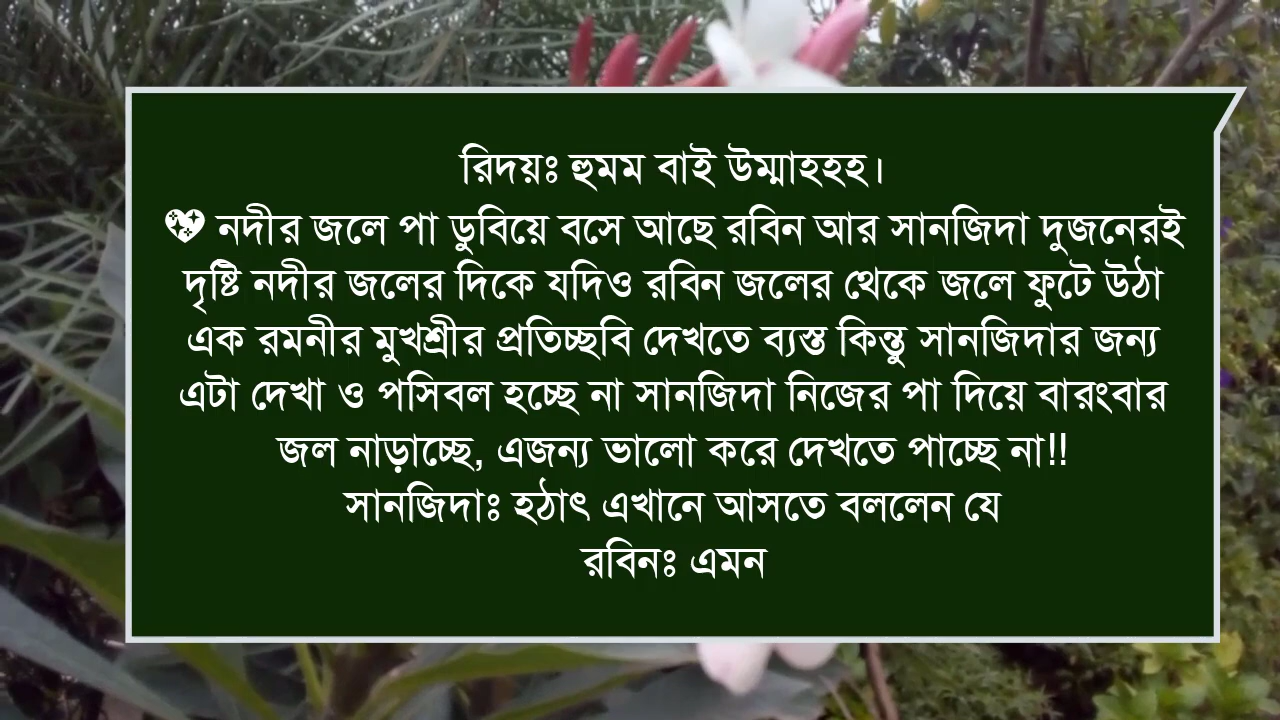 রিদয়ঃ হুমম বাই উম্মাহহহ।
💖 নদীর জলে পা ডুবিয়ে বসে আছে রবিন আর সানজিদা দুজনেরই
দৃষ্টি নদীর জলের দিকে যদিও রবিন জলের থেকে জলে ফুটে উঠা
এক রমনীর মুখশ্রীর প্রতিচ্ছবি দেখতে ব্যস্ত কিন্তু সানজিদার জন্য
এটা দেখা ও পসিবল হচ্ছে না সানজিদা নিজের পা দিয়ে বারংবার
জল নাড়াচ্ছে, এজন্য ভালো করে দেখতে পাচ্ছে না!!
সানজিদাঃ হঠাৎ এখানে আসতে বললেন যে
রবিনঃ এমন